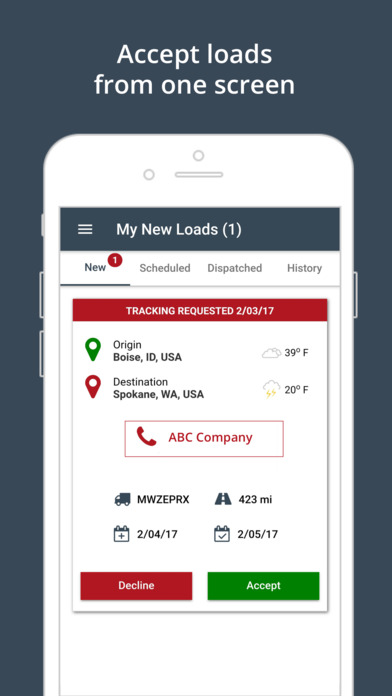 Accept loads
from one screen
My New Loads (1)
New 1 Scheduled Dispatched History
TRACKING REQUESTED 2/03/17
Origin
Boise, ID, USA
39º F
Destination
Spokane, WA, USA
20º F
ABC Company
MWZEPRX 423 mi
2/04/17 2/05/17
Decline Accept